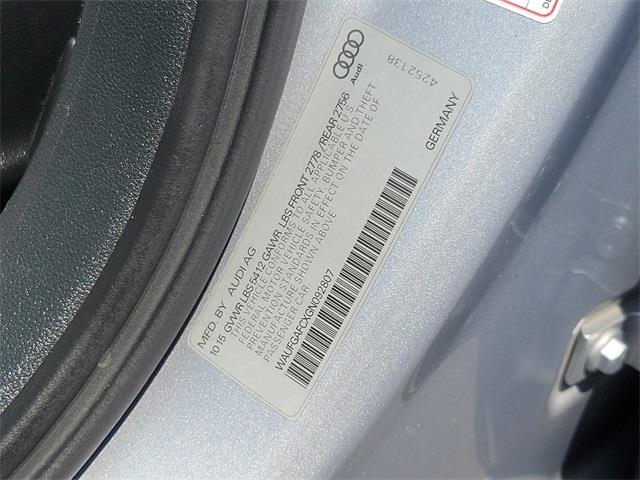 MFD. BY AUDI AG
10 15 GVWR LBS 5412 GAWR LBS FRONT 2778 / REAR 2756
THIS VEHICLE CONFORMS TO ALL APPLICABLE U S
FEDERAL MOTOR VEHICLE SAFETY, BUMPER AND THEFT
PREVENTION STANDARDS IN EFFECT ON THE DATE OF
MANUFACTURE SHOWN ABOVE
PASSENGER CAR
WAUFGAFCXGN092807
GERMANY
Audi
4252138